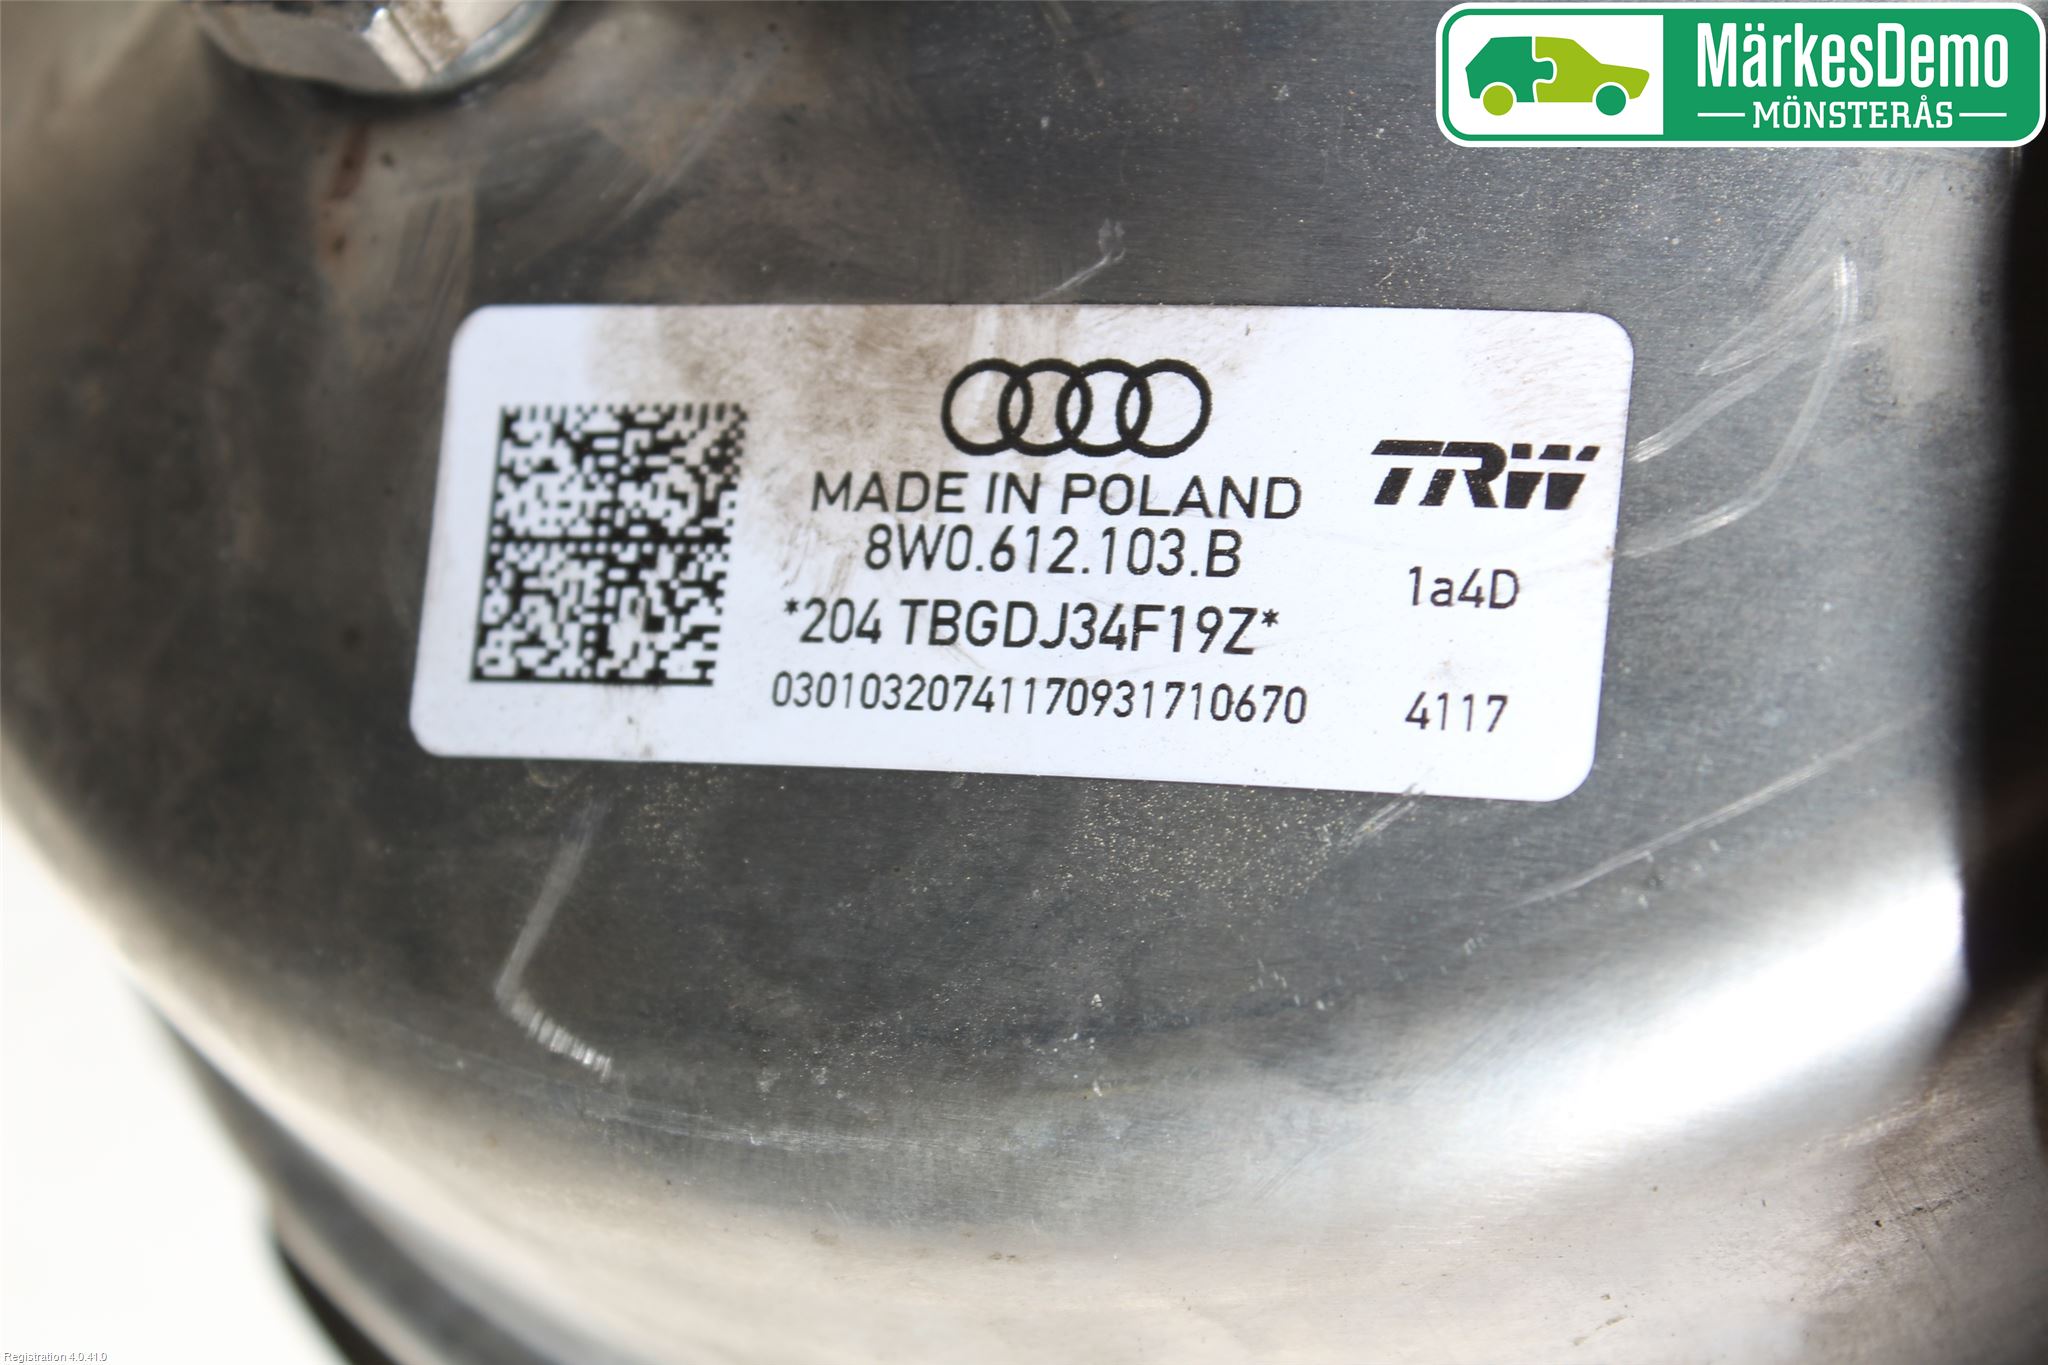 MärkesDemo
MÖNSTERÅS
MADE IN POLAND
TRW
8W0.612.103.B
1a4D
*204 TBGDJ34F19Z*
03010320741170931710670
4117
Registration 4.0.41.0